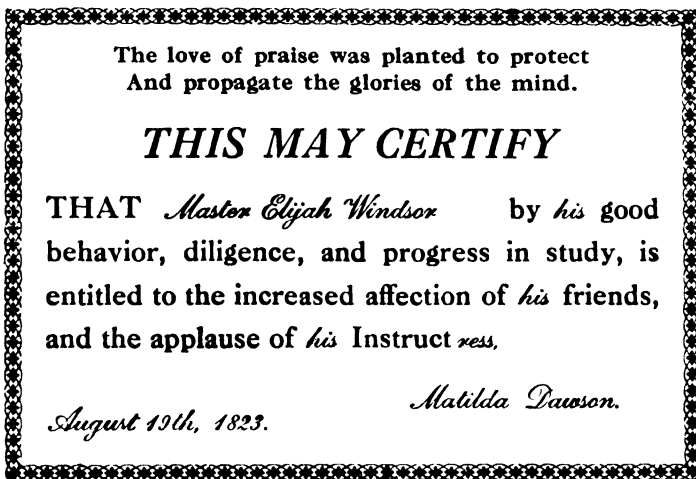 The love of praise was planted to protect
And propagate the glories of the mind.
THIS MAY CERTIFY
THAT Master Elijah Windsor by his good
behavior, diligence, and progress in study, is
entitled to the increased affection of his friends,
and the applause of his Instructress,
Matilda Dawson.
August 19th, 1823.